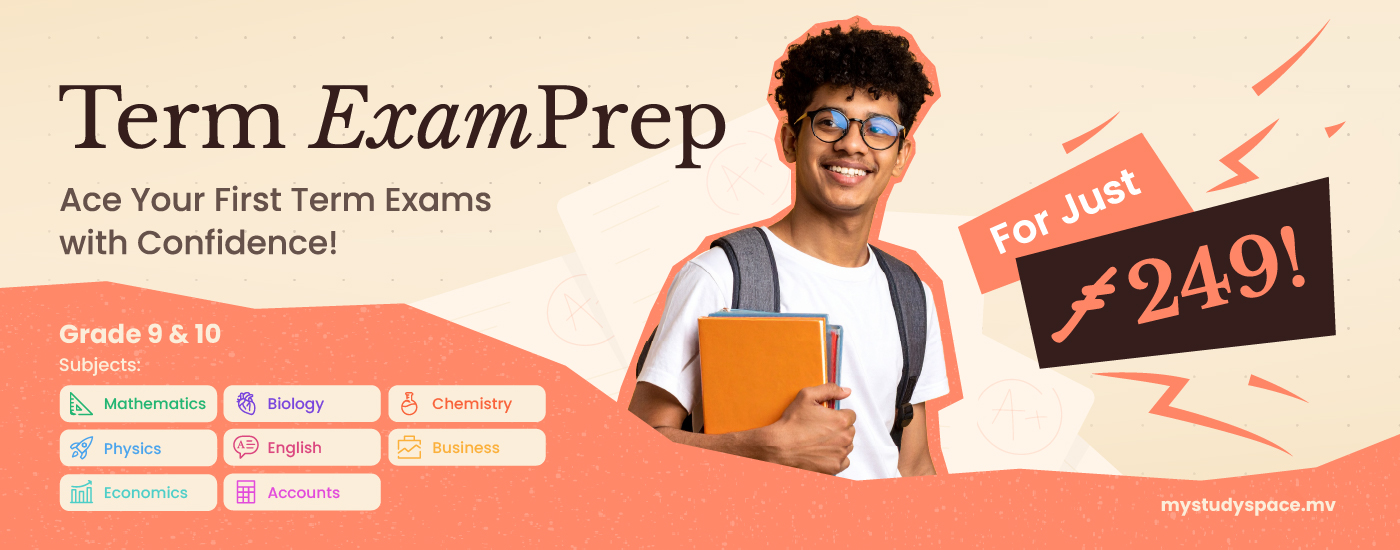 Term ExamPrep
Ace Your First Term Exams
with Confidence!
Grade 9 & 10
Subjects:
Mathematics
Biology
Chemistry
Physics
English
Business
Economics
Accounts
For Just
249!
A+
A+
A+
mystudyspace.mv